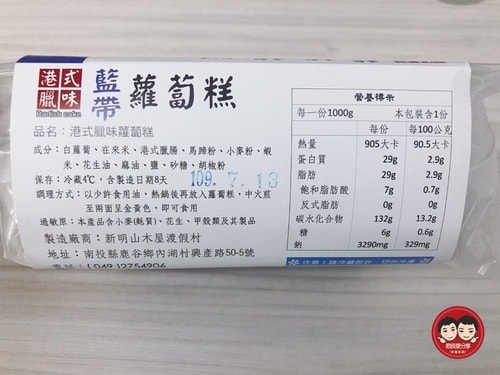 港式臘味
Radish cake
藍帶 蘿蔔糕
品名：港式臘味蘿蔔糕
成分：白蘿蔔、在來米、港式臘腸、馬蹄粉、小麥粉、蝦
米、花生油、麻油、鹽、砂糖、胡椒粉
保存：冷藏4℃，含製造日期8天
109.7.13
調理方式：以少許食用油，熱鍋後再放入蘿蔔糕，中火煎
至兩面呈金黃色，即可食用。
過敏原：本產品含小麥(麩質)、花生、甲殼類及其製品
製造廠商：新明山木屋渡假村
地址：南投縣鹿谷鄉內湖村興產路50-5號
電話：(049)2754906
營養標示
每一份1000g 本包裝含1份
每份 每100公克
熱量 905大卡 90.5大卡
蛋白質 29g 2.9g
脂肪 29g 2.9g
飽和脂肪酸 7g 0.7g
反式脂肪 0g 0g
碳水化合物 132g 13.2g
糖 6g 0.6g
鈉 3290mg 329mg